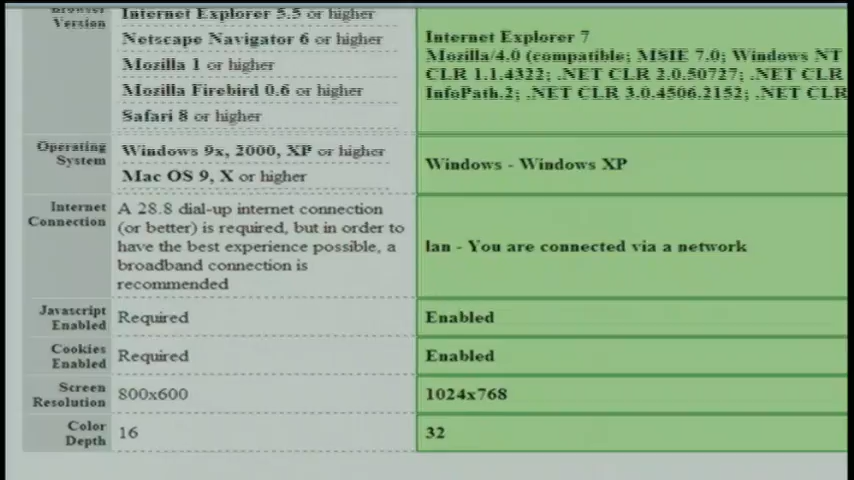 Browser
Version
Internet Explorer 5.5 or higher
Netscape Navigator 6 or higher
Mozilla 1 or higher
Mozilla Firebird 0.6 or higher
Safari 8 or higher
Internet Explorer 7
Mozilla/4.0 (compatible; MSIE 7.0; Windows NT
CLR 1.1.4322; .NET CLR 2.0.50727; .NET CLR
InfoPath.2; .NET CLR 3.0.4506.2152; .NET CLR
Operating
System
Windows 9x, 2000, XP or higher
Mac OS 9, X or higher
Windows - Windows XP
Internet
Connection
A 28.8 dial-up internet connection
(or better) is required, but in order to
have the best experience possible, a
broadband connection is
recommended
lan - You are connected via a network
Javascript
Enabled
Required
Enabled
Cookies
Enabled
Required
Enabled
Screen
Resolution
800x600
1024x768
Color
Depth
16
32